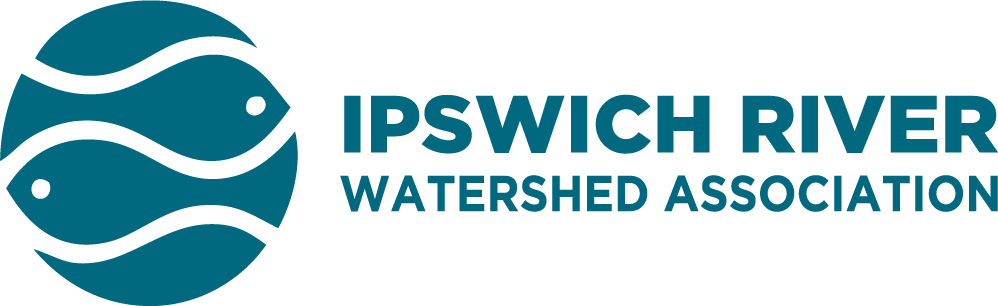 IPSWICH RIVER
WATERSHED ASSOCIATION